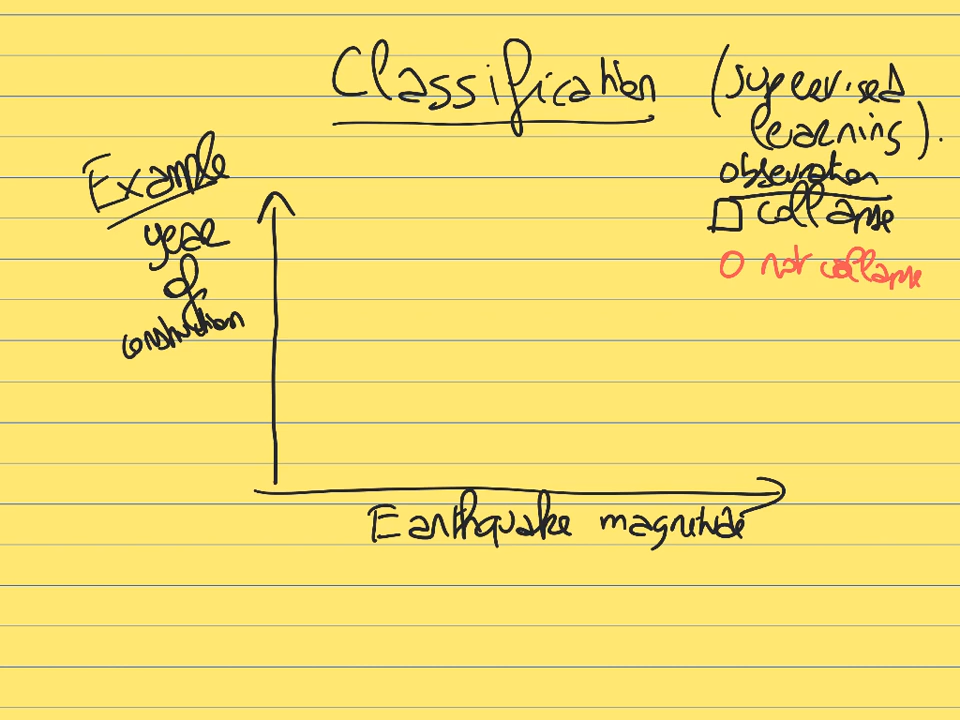 Classification
(supervised
learning).
Example
observation
□ collapse
O not collapse
year
of
construction
Earthquake magnitude